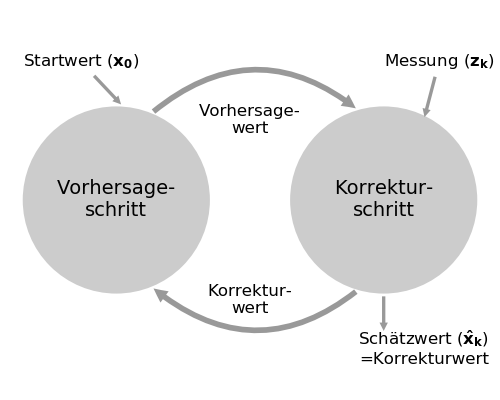 Startwert (x₀)
Messung (zₖ)
Vorhersage-
wert
Vorhersage-
schritt
Korrektur-
schritt
Korrektur-
wert
Schätzwert (x̂ₖ)
=Korrekturwert